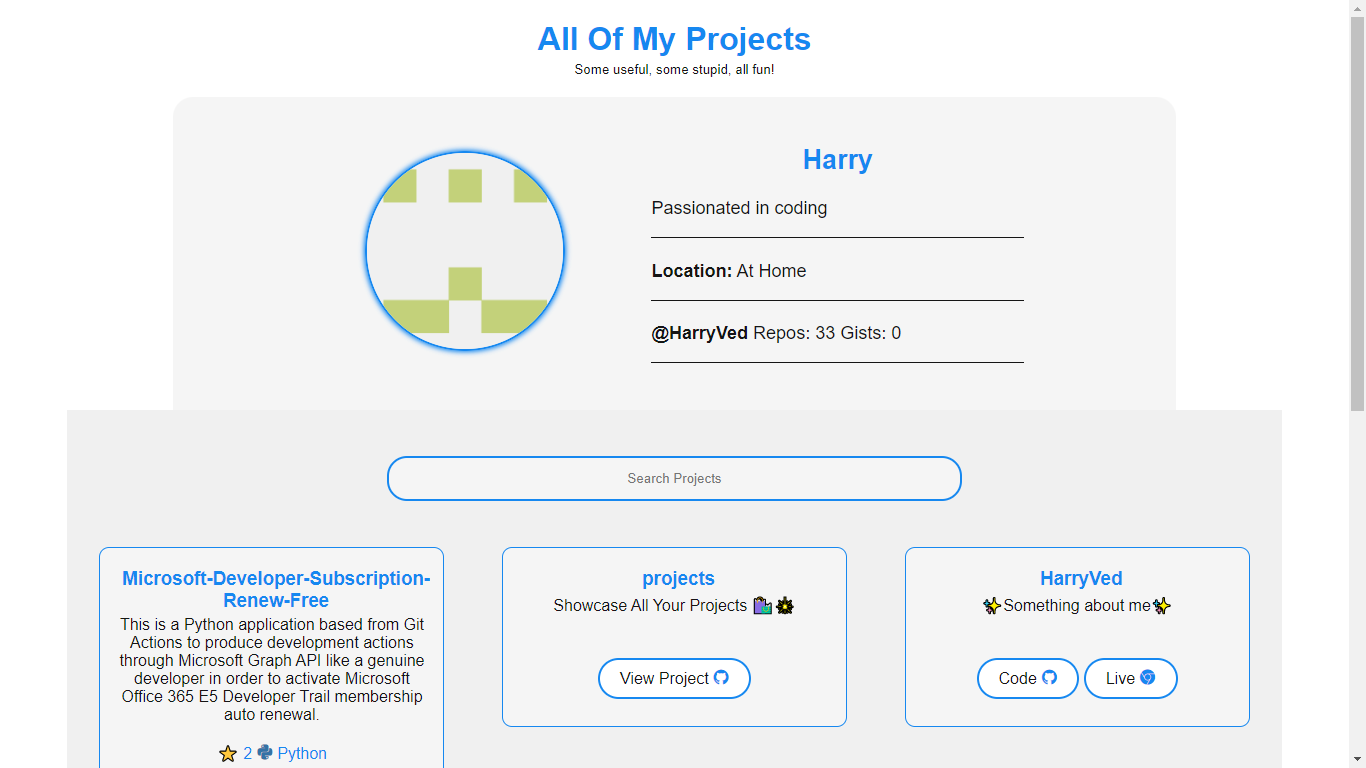 All Of My Projects
Some useful, some stupid, all fun!
Harry
Passionated in coding
Location: At Home
@HarryVed Repos: 33 Gists: 0
Search Projects
Microsoft-Developer-Subscription-
Renew-Free
This is a Python application based from Git
Actions to produce development actions
through Microsoft Graph API like a genuine
developer in order to activate Microsoft
Office 365 E5 Developer Trail membership
auto renewal.
⭐ 2 Python
projects
Showcase All Your Projects 🛍️ ⚙️
View Project
HarryVed
✨Something about me✨
Code
Live